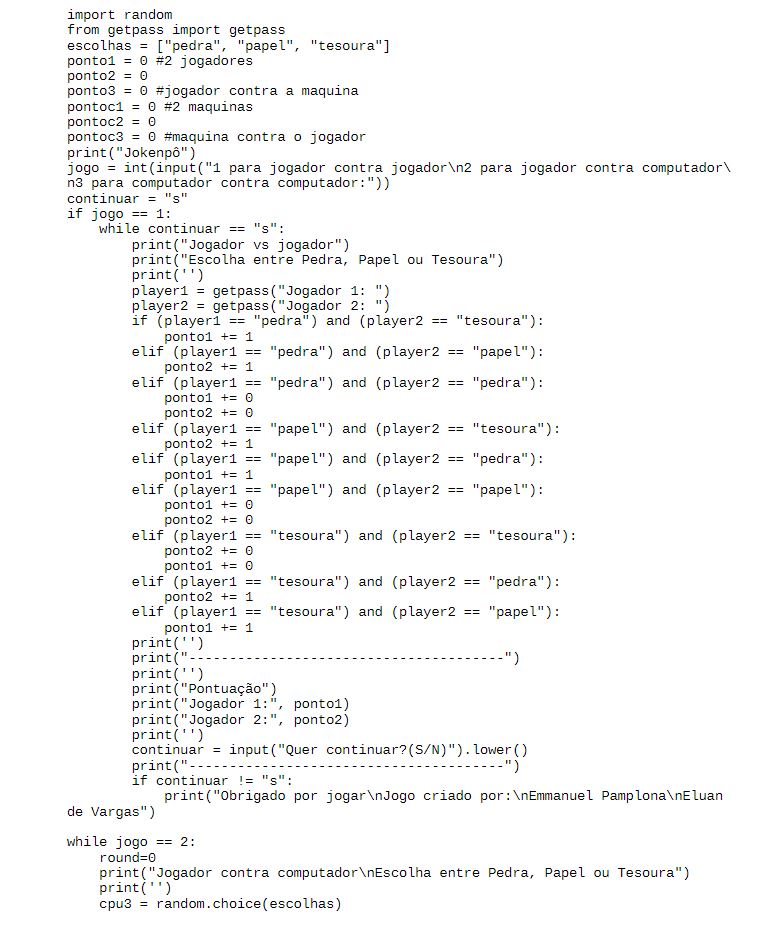 import random
from getpass import getpass
escolhas = ["pedra", "papel", "tesoura"]
ponto1 = 0 #2 jogadores
ponto2 = 0
ponto3 = 0 #jogador contra a maquina
pontoc1 = 0 #2 maquinas
pontoc2 = 0
pontoc3 = 0 #maquina contra o jogador
print("Jokenpô")
jogo = int(input("1 para jogador contra jogador\n2 para jogador contra computador\
n3 para computador contra computador:"))
continuar = "s"
if jogo == 1:
    while continuar == "s":
        print("Jogador vs jogador")
        print("Escolha entre Pedra, Papel ou Tesoura")
        print('')
        player1 = getpass("Jogador 1: ")
        player2 = getpass("Jogador 2: ")
        if (player1 == "pedra") and (player2 == "tesoura"):
            ponto1 += 1
        elif (player1 == "pedra") and (player2 == "papel"):
            ponto2 += 1
        elif (player1 == "pedra") and (player2 == "pedra"):
            ponto1 += 0
            ponto2 += 0
        elif (player1 == "papel") and (player2 == "tesoura"):
            ponto2 += 1
        elif (player1 == "papel") and (player2 == "pedra"):
            ponto1 += 1
        elif (player1 == "papel") and (player2 == "papel"):
            ponto1 += 0
            ponto2 += 0
        elif (player1 == "tesoura") and (player2 == "tesoura"):
            ponto2 += 0
            ponto1 += 0
        elif (player1 == "tesoura") and (player2 == "pedra"):
            ponto2 += 1
        elif (player1 == "tesoura") and (player2 == "papel"):
            ponto1 += 1
        print('')
        print("---------------------------------------")
        print('')
        print("Pontuação")
        print("Jogador 1:", ponto1)
        print("Jogador 2:", ponto2)
        print('')
        continuar = input("Quer continuar?(S/N)").lower()
        print("---------------------------------------")
        if continuar != "s":
            print("Obrigado por jogar\nJogo criado por:\nEmmanuel Pamplona\nEluan
de Vargas")
while jogo == 2:
    round=0
    print("Jogador contra computador\nEscolha entre Pedra, Papel ou Tesoura")
    print('')
    cpu3 = random.choice(escolhas)